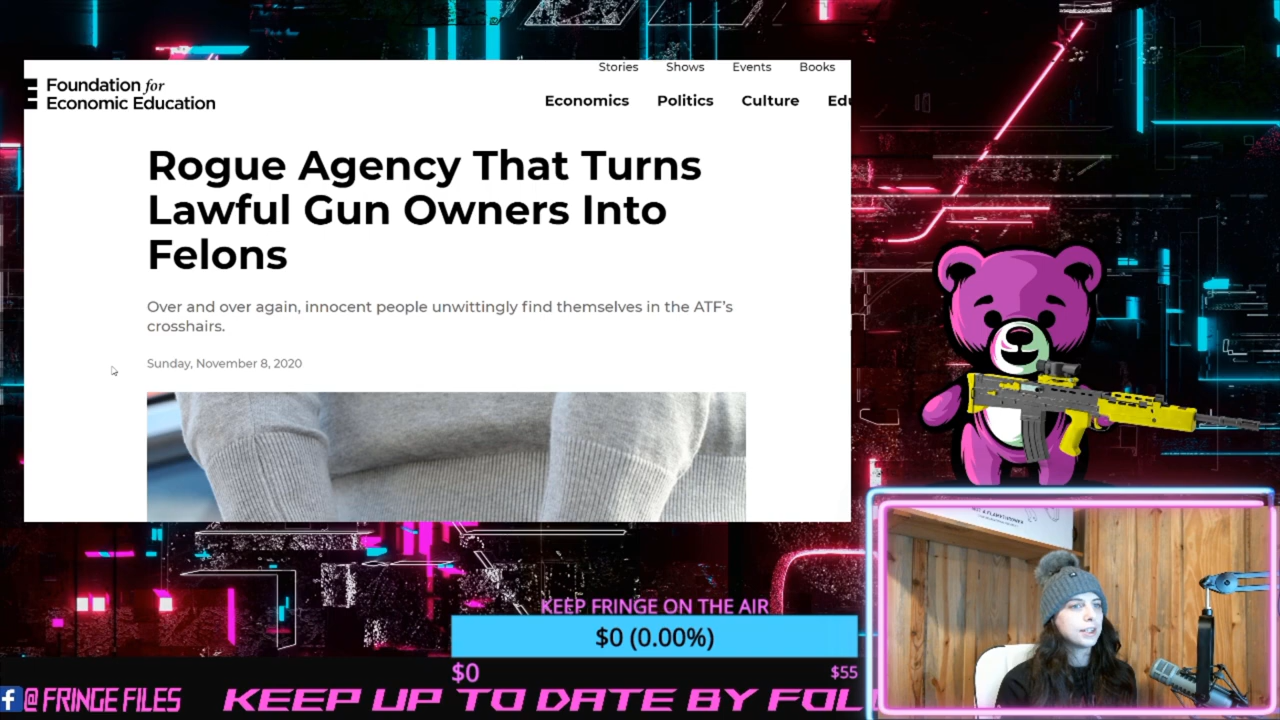 Stories Shows Events Books
Foundation for
Economic Education
Economics Politics Culture Edu
Rogue Agency That Turns
Lawful Gun Owners Into
Felons
Over and over again, innocent people unwittingly find themselves in the ATF's
crosshairs.
Sunday, November 8, 2020
KEEP FRINGE ON THE AIR
$0 (0.00%)
$0 $55
f @ FRINGE FILES KEEP UP TO DATE BY FOL